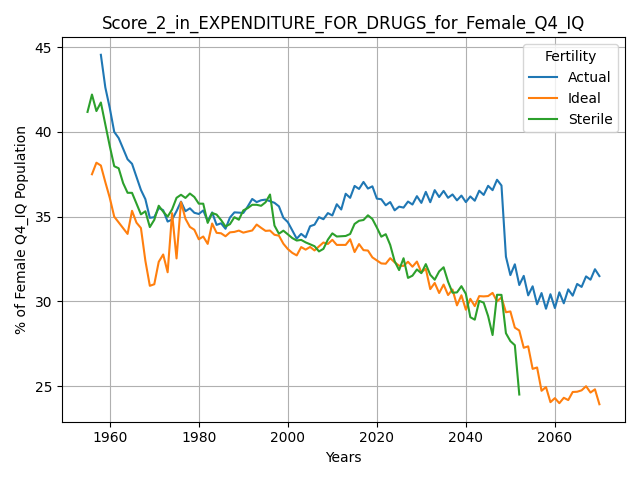 Score_2_in_EXPENDITURE_FOR_DRUGS_for_Female_Q4_IQ
% of Female Q4_IQ Population
45
40
35
30
25
Fertility
Actual
Ideal
Sterile
1960 1980 2000 2020 2040 2060
Years